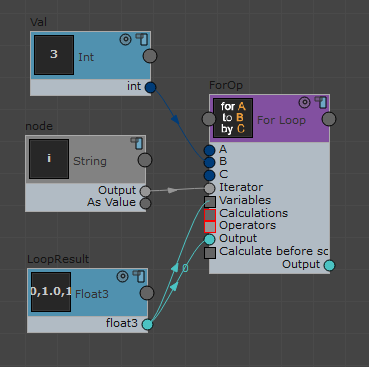 Val
3
Int
int
node
i
String
Output
As Value
LoopResult
0,1.0,1
Float3
float3
0
ForOp
for A
to B
by C
For Loop
A
B
C
Iterator
Variables
Calculations
Operators
Output
Calculate before sc
Output